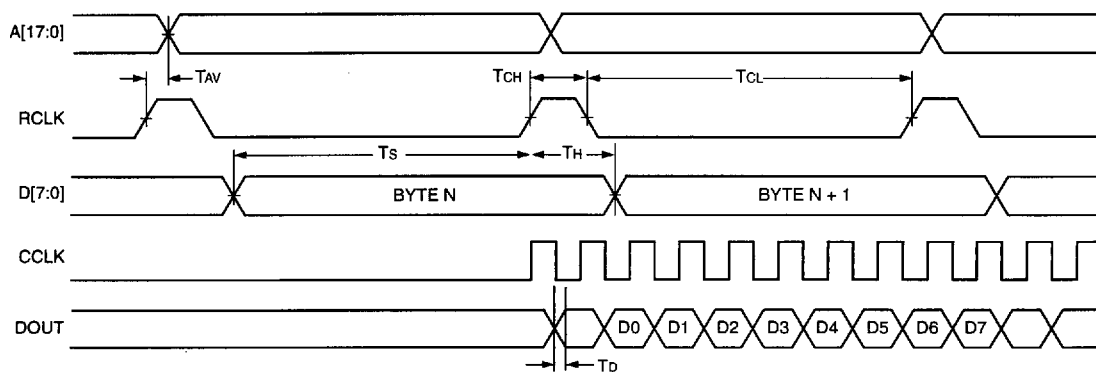 A[17:0]
TAV
TCH
TCL
RCLK
TS
TH
D[7:0]
BYTE N
BYTE N + 1
CCLK
DOUT
D0 D1 D2 D3 D4 D5 D6 D7
TD